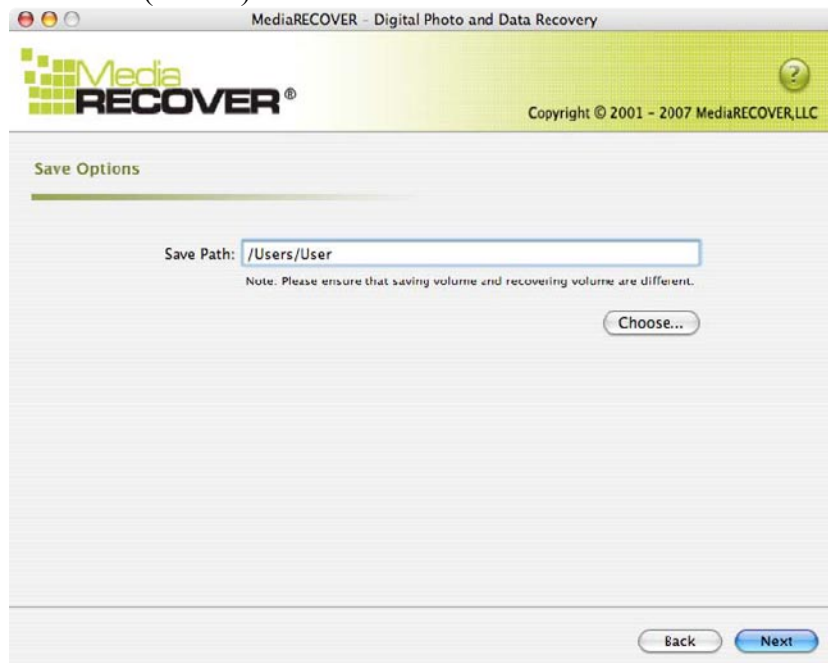 MediaRECOVER – Digital Photo and Data Recovery
Media
RECOVER®
?
Copyright © 2001 – 2007 MediaRECOVER,LLC
Save Options
Save Path: /Users/User
Note: Please ensure that saving volume and recovering volume are different.
Choose...
Back
Next